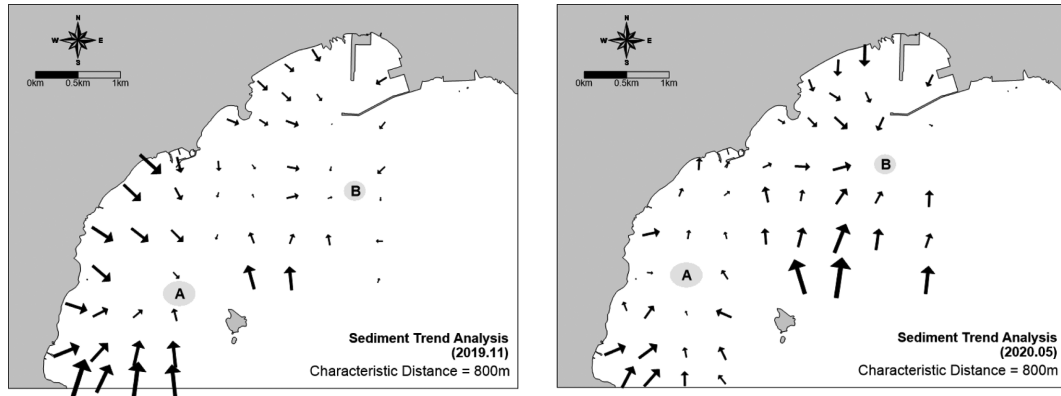 N
W E
S
0km 0.5km 1km
B
A
Sediment Trend Analysis
(2019.11)
Characteristic Distance = 800m
N
W E
S
0km 0.5km 1km
B
A
Sediment Trend Analysis
(2020.05)
Characteristic Distance = 800m